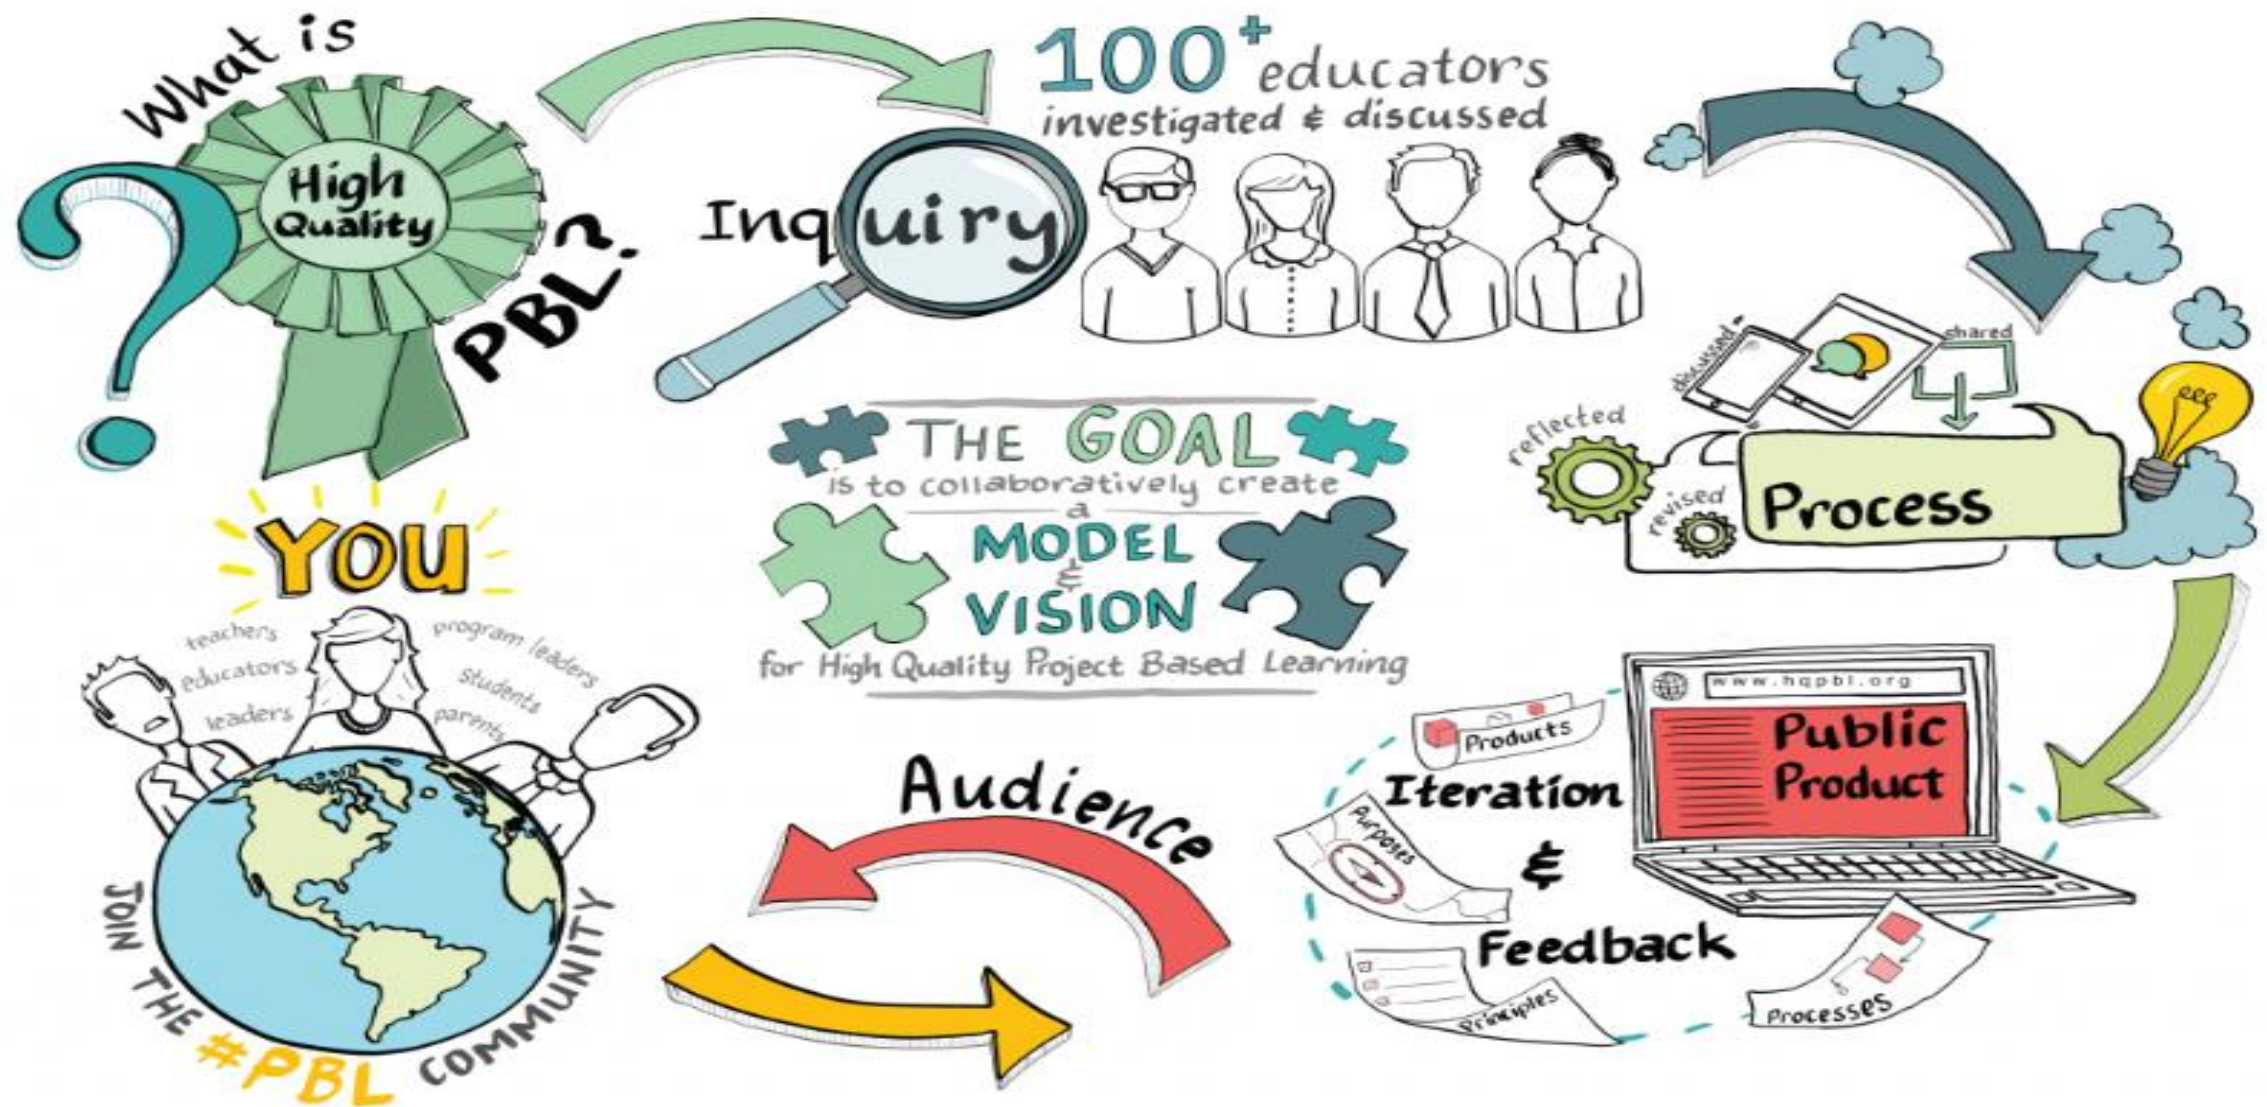 What is
High
Quality
PBL?
100+ educators
investigated & discussed
Inquiry
discussed
shared
reflected
revised
Process
THE GOAL
is to collaboratively create
a
MODEL
&
VISION
for High Quality Project Based Learning
www.hqpbl.org
Public
Product
Products
Iteration
&
Feedback
Purposes
Principles
Processes
Audience
YOU
teachers
educators
leaders
program leaders
students
parents
JOIN THE #PBL COMMUNITY